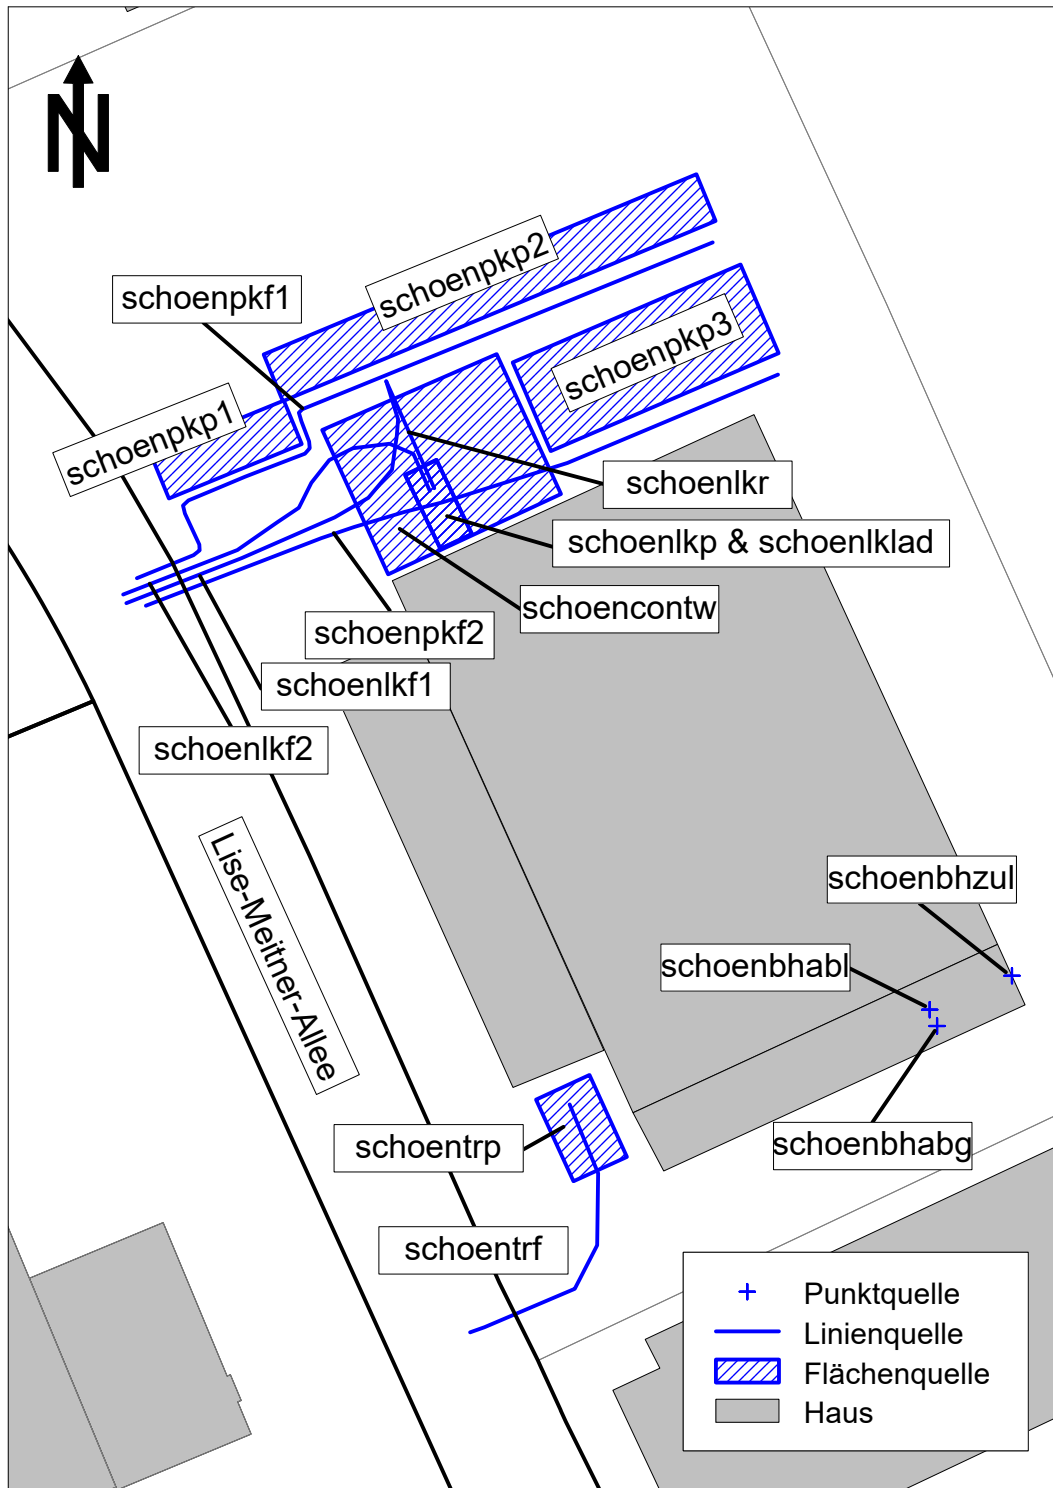 N
schoenpkp2
schoenpkf1
schoenpkp3
schoenpkp1
schoenlkr
schoenlkp & schoenlklad
schoencontw
schoenpkf2
schoenlkf1
schoenlkf2
Lise-Meitner-Allee
schoenbhzul
schoenbhabl
schoenbhabg
schoentrp
schoentrf
Punktquelle
Linienquelle
Flächenquelle
Haus